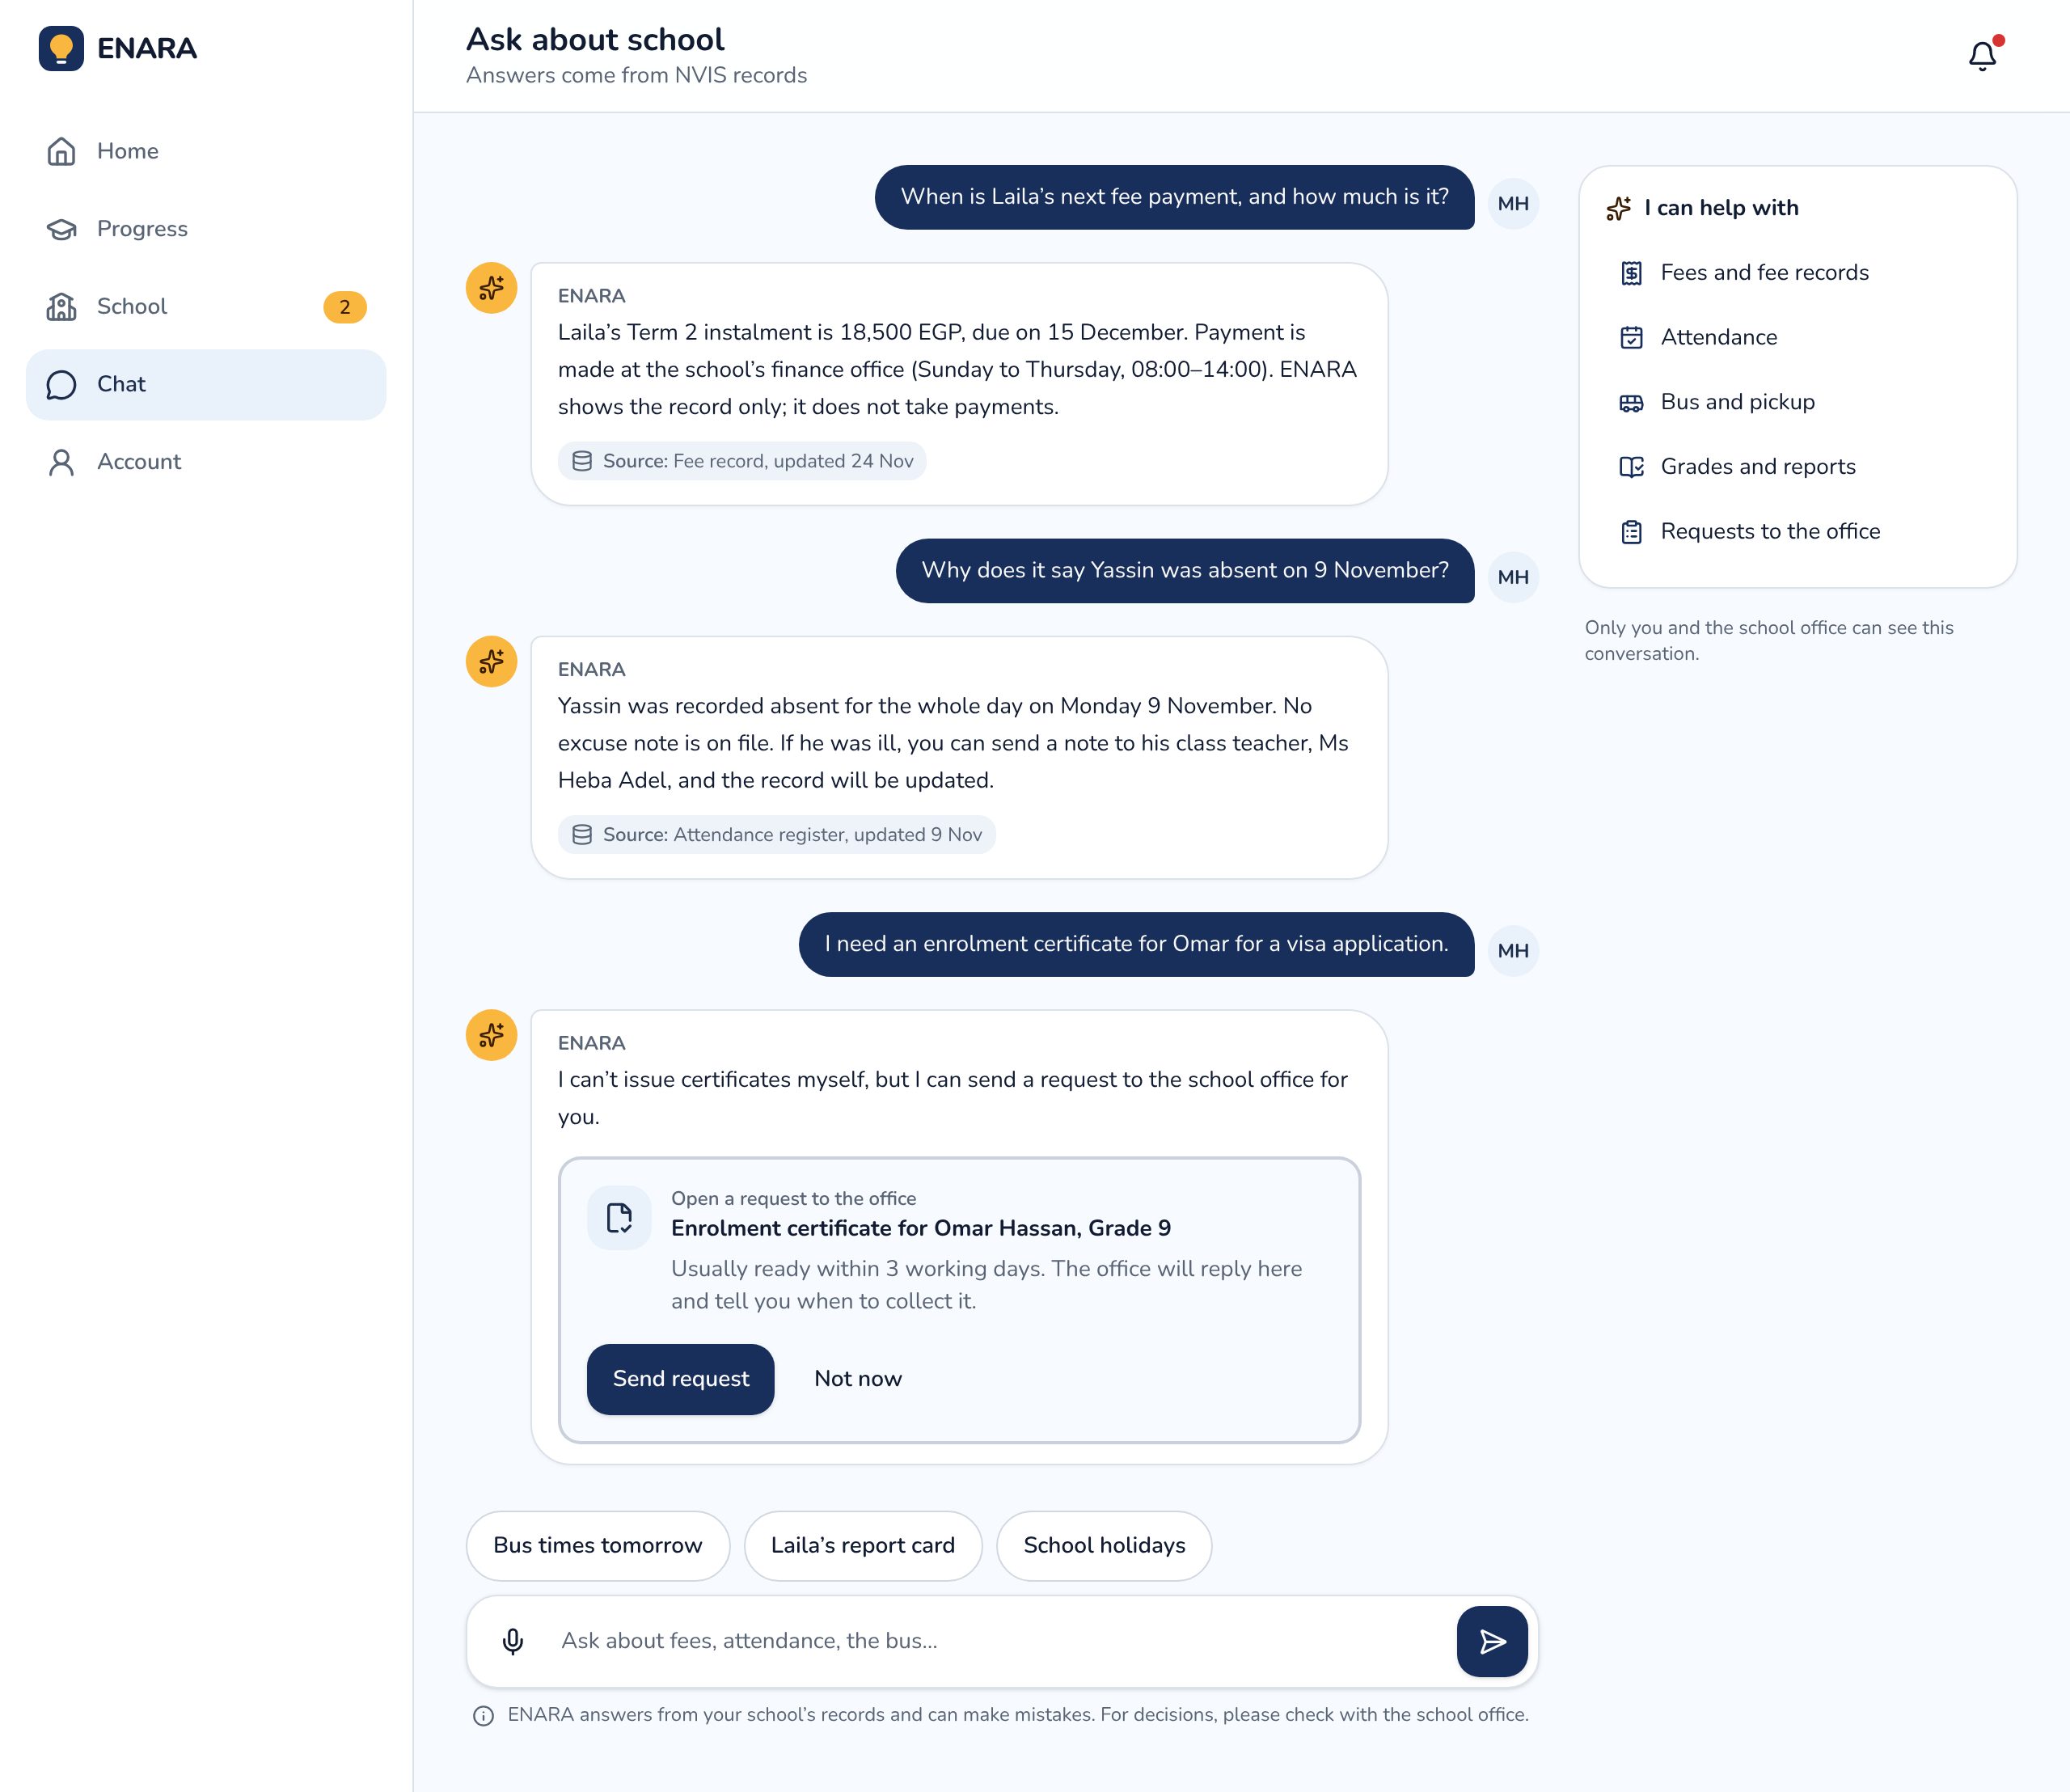 ENARA
Home
Progress
School
2
Chat
Account
Ask about school
Answers come from NVIS records
When is Laila’s next fee payment, and how much is it?
MH
ENARA
Laila’s Term 2 instalment is 18,500 EGP, due on 15 December. Payment is
made at the school’s finance office (Sunday to Thursday, 08:00–14:00). ENARA
shows the record only; it does not take payments.
Source: Fee record, updated 24 Nov
Why does it say Yassin was absent on 9 November?
MH
ENARA
Yassin was recorded absent for the whole day on Monday 9 November. No
excuse note is on file. If he was ill, you can send a note to his class teacher, Ms
Heba Adel, and the record will be updated.
Source: Attendance register, updated 9 Nov
I need an enrolment certificate for Omar for a visa application.
MH
ENARA
I can’t issue certificates myself, but I can send a request to the school office for
you.
Open a request to the office
Enrolment certificate for Omar Hassan, Grade 9
Usually ready within 3 working days. The office will reply here
and tell you when to collect it.
Send request
Not now
Bus times tomorrow
Laila’s report card
School holidays
Ask about fees, attendance, the bus...
ENARA answers from your school’s records and can make mistakes. For decisions, please check with the school office.
I can help with
Fees and fee records
Attendance
Bus and pickup
Grades and reports
Requests to the office
Only you and the school office can see this
conversation.